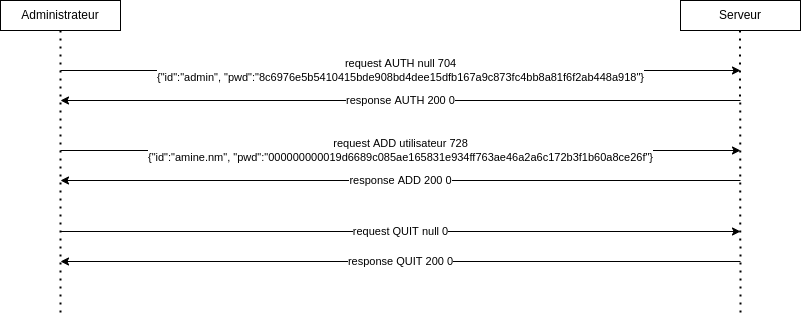 Administrateur
Serveur
request AUTH null 704
{"id":"admin", "pwd":"8c6976e5b5410415bde908bd4dee15dfb167a9c873fc4bb8a81f6f2ab448a918"}
response AUTH 200 0
request ADD utilisateur 728
{"id":"amine.nm", "pwd":"000000000019d6689c085ae165831e934ff763ae46a2a6c172b3f1b60a8ce26f"}
response ADD 200 0
request QUIT null 0
response QUIT 200 0